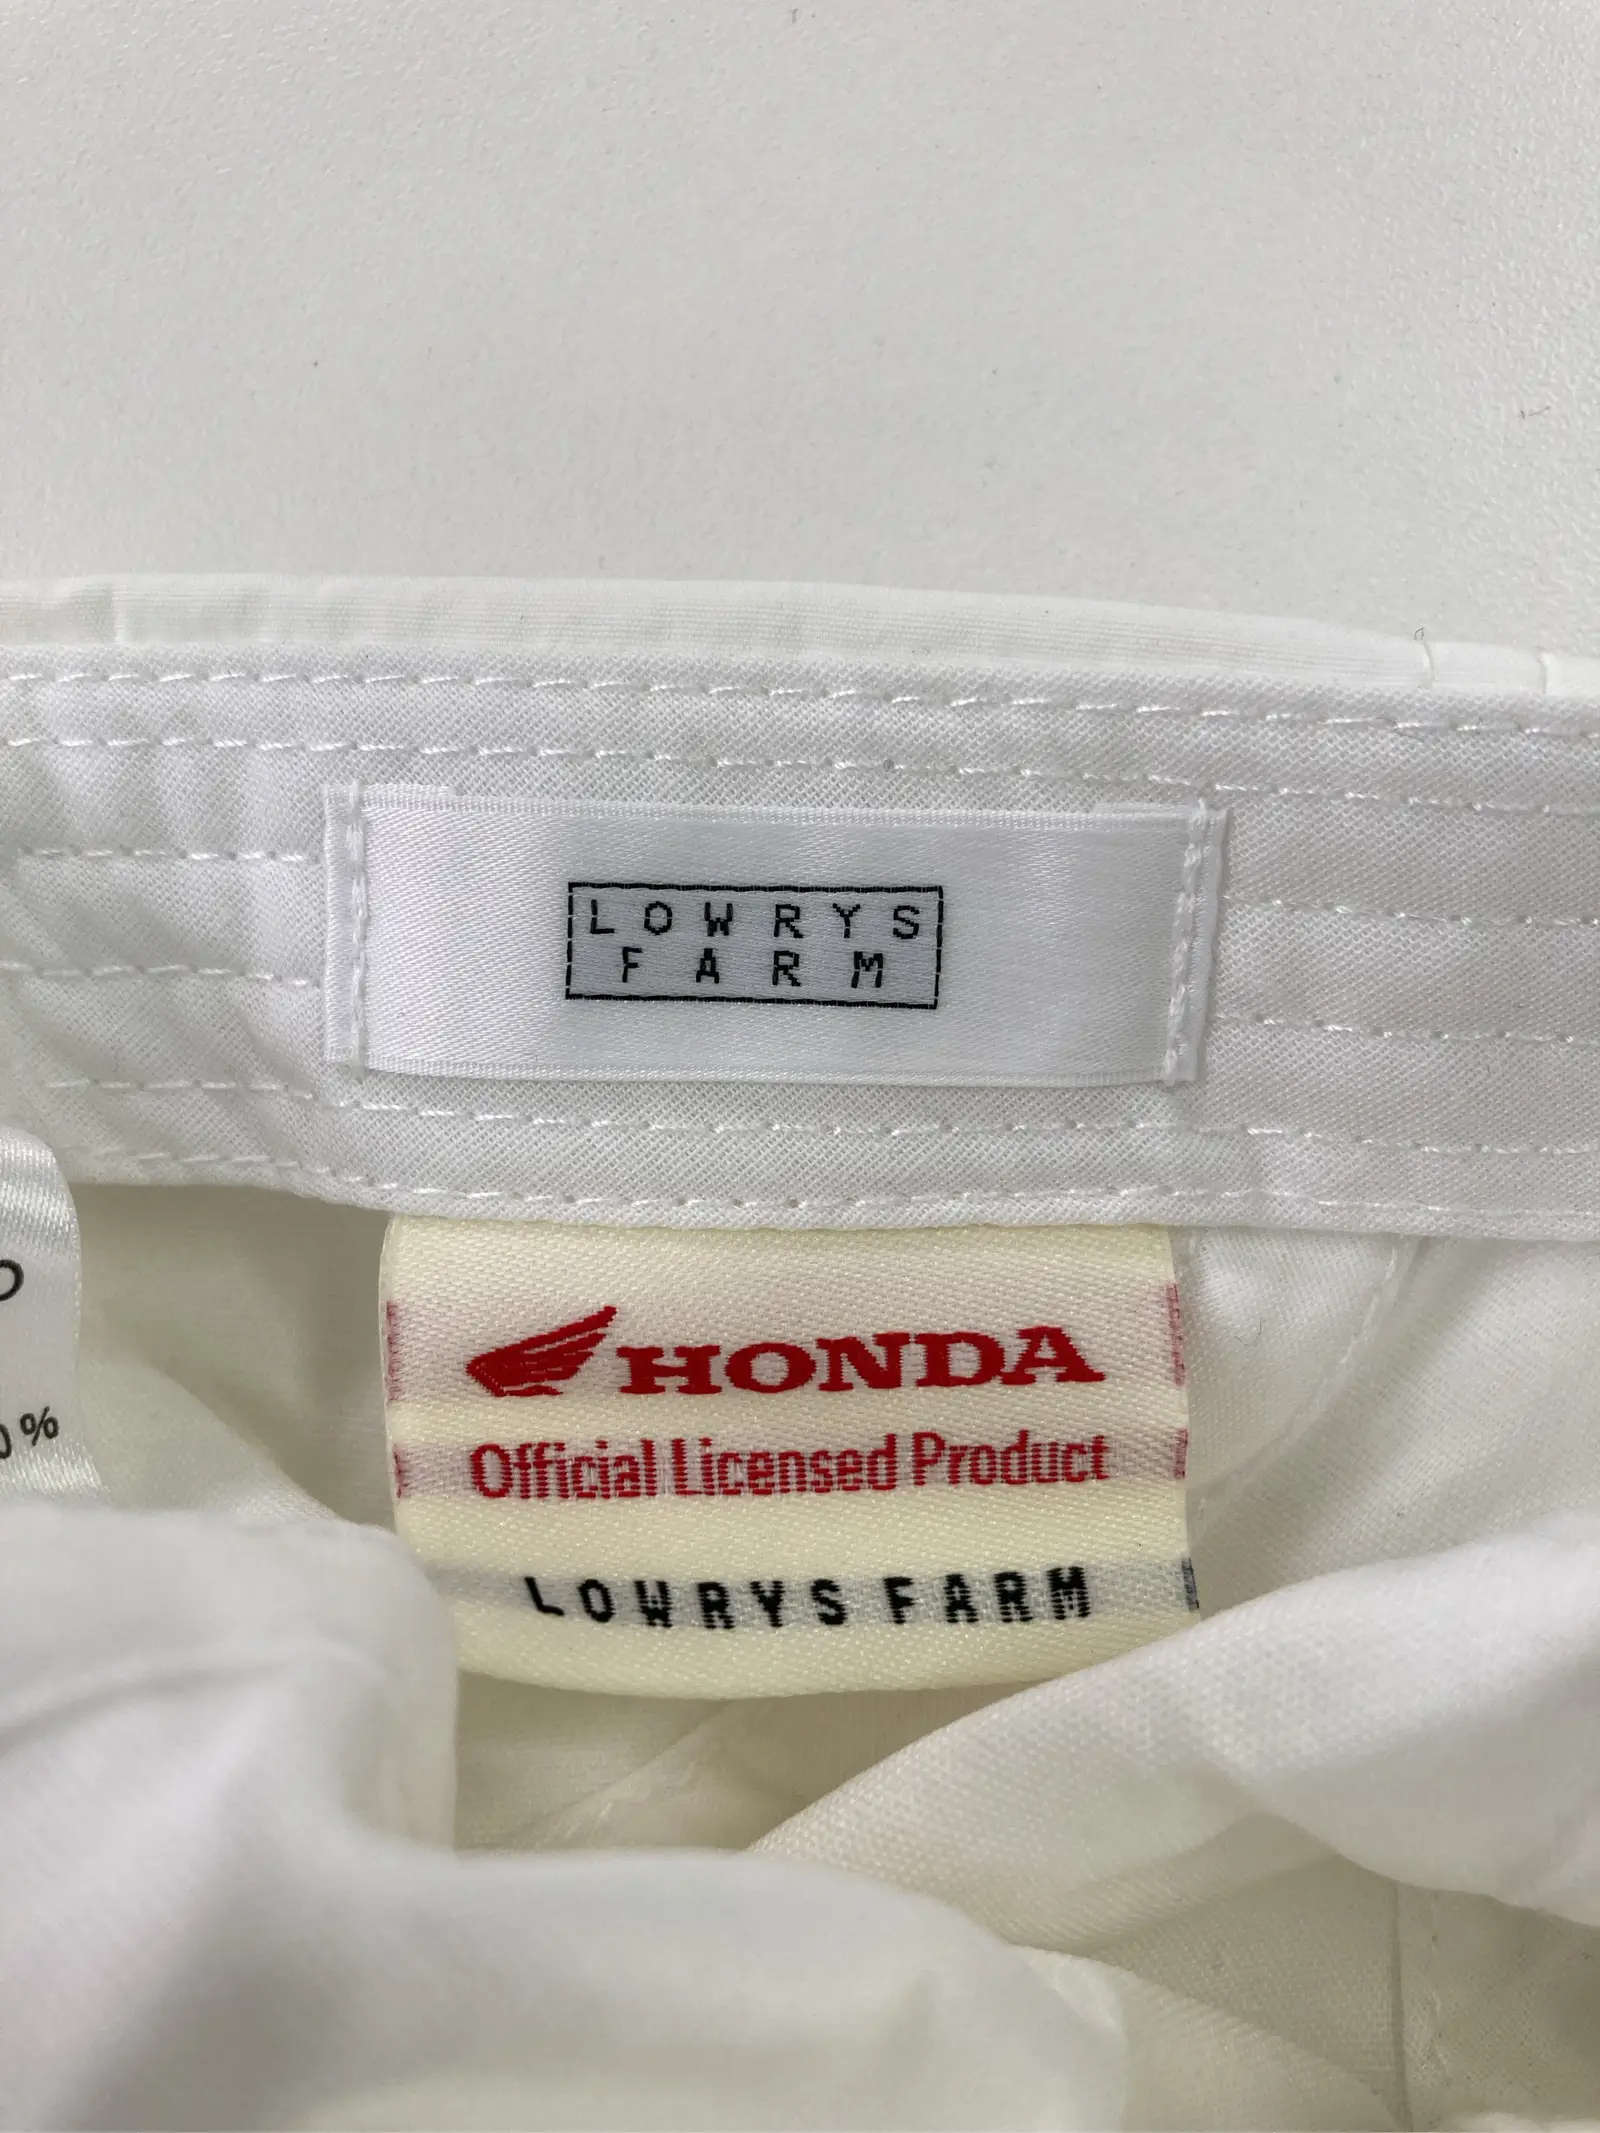 LOWRYS
FARM
HONDA
Official Licensed Product
LOWRYS FARM
%